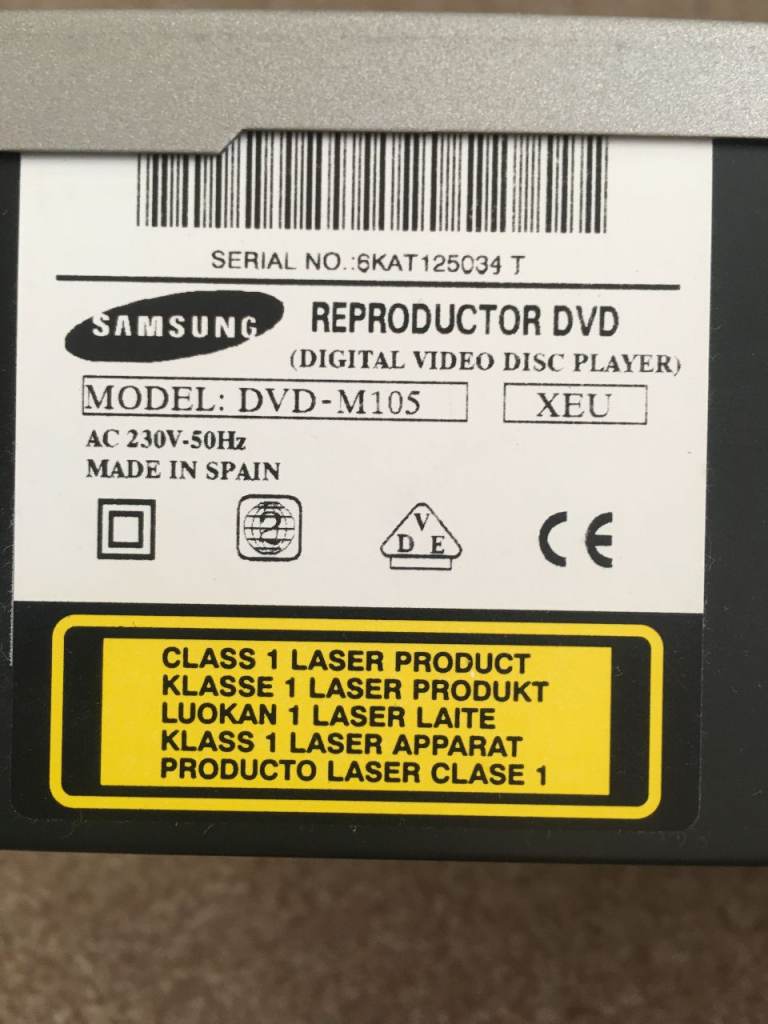 SERIAL NO.:6KAT125034 T
SAMSUNG REPRODUCTOR DVD
(DIGITAL VIDEO DISC PLAYER)
MODEL: DVD-M105 XEU
AC 230V-50Hz
MADE IN SPAIN
2 VDE CE
CLASS 1 LASER PRODUCT
KLASSE 1 LASER PRODUKT
LUOKAN 1 LASER LAITE
KLASS 1 LASER APPARAT
PRODUCTO LASER CLASE 1